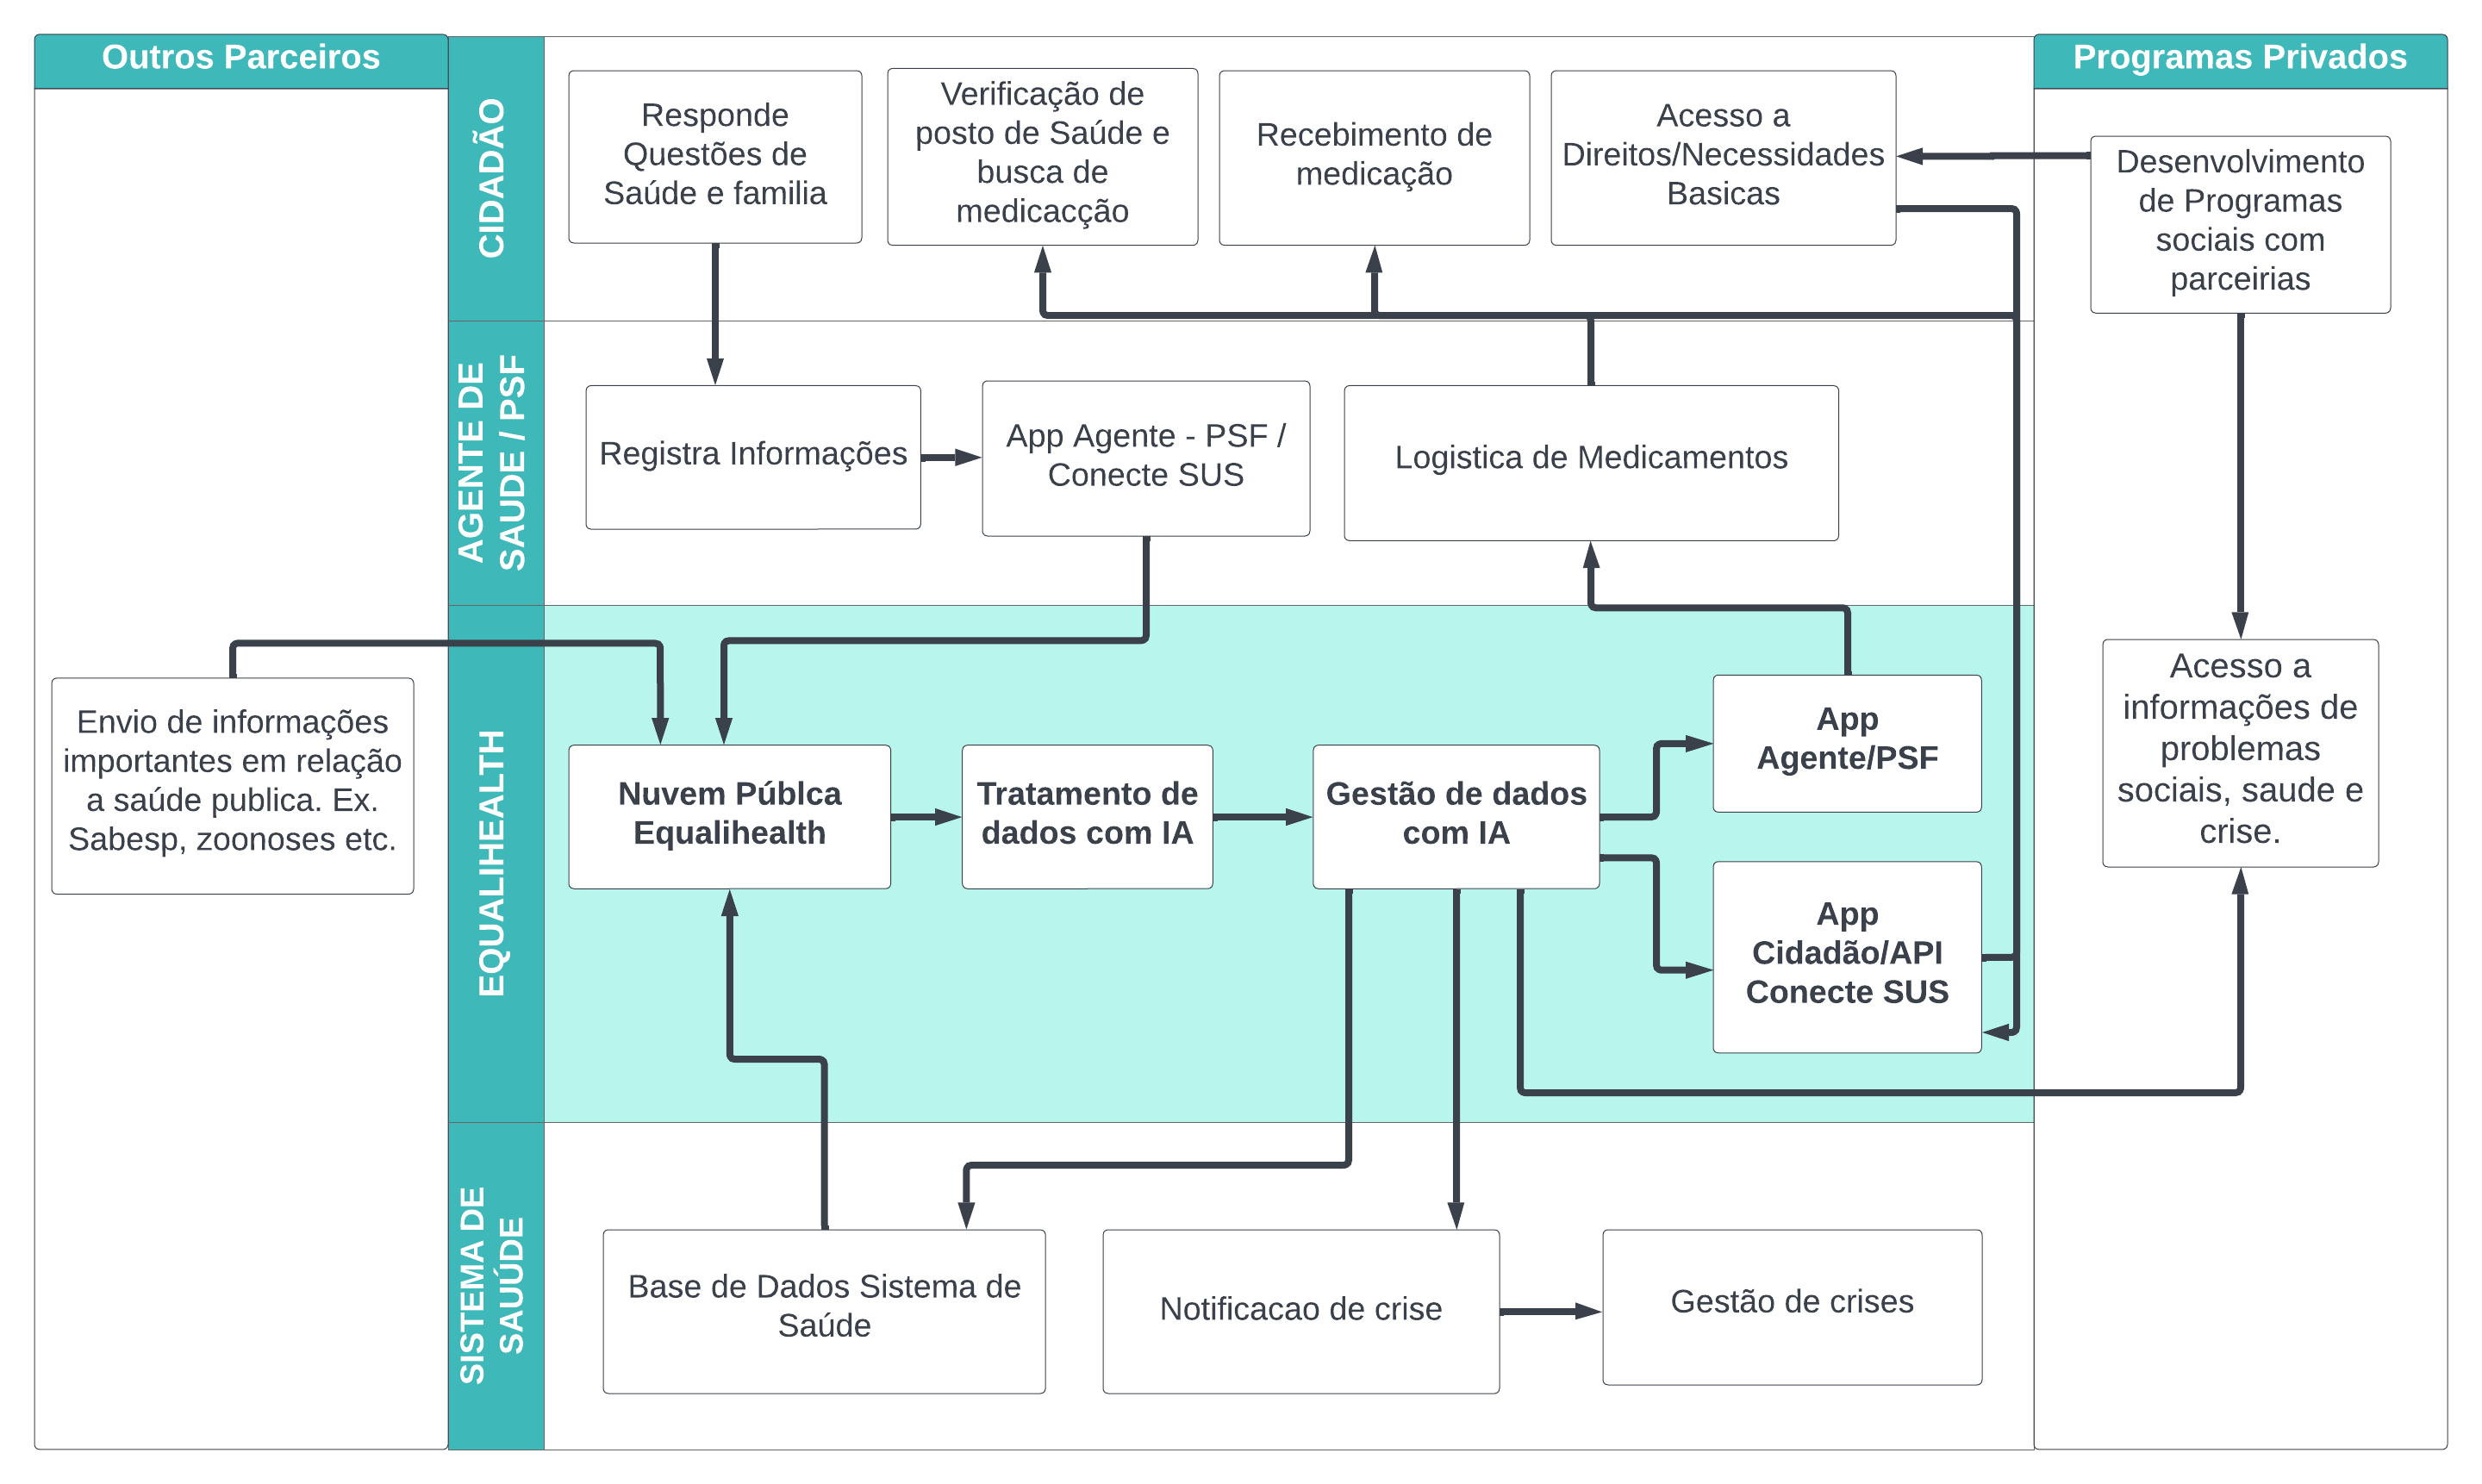 Outros Parceiros
Programas Privados
CIDADÃO
Responde
Questões de
Saúde e familia
Verificação de
posto de Saúde e
busca de
medicacção
Recebimento de
medicação
Acesso a
Direitos/Necessidades
Basicas
Desenvolvimento
de Programas
sociais com
parceirias
AGENTE DE
SAUDE / PSF
Registra Informações
App Agente - PSF /
Conecte SUS
Logistica de Medicamentos
Envio de informações
importantes em relação
a saúde publica. Ex.
Sabesp, zoonoses etc.
EQUALIHEALTH
Nuvem Públca
Equalihealth
Tratamento de
dados com IA
Gestão de dados
com IA
App
Agente/PSF
App
Cidadão/API
Conecte SUS
Acesso a
informações de
problemas
sociais, saude e
crise.
SISTEMA DE
SAUÚDE
Base de Dados Sistema de
Saúde
Notificacao de crise
Gestão de crises